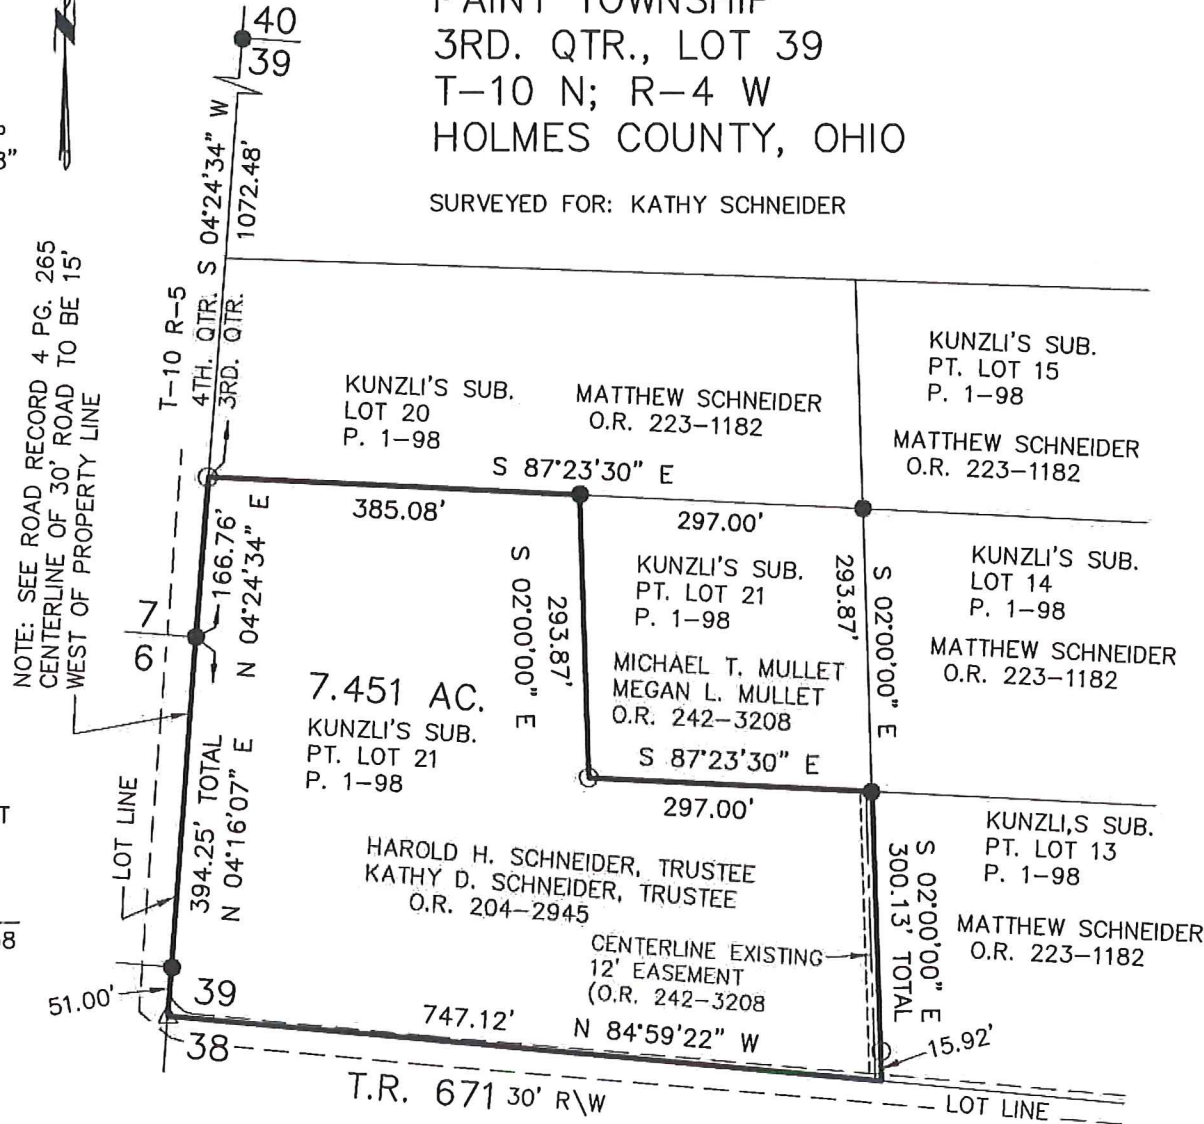 PAINT TOWNSHIP
3RD. QTR., LOT 39
T-10 N; R-4 W
HOLMES COUNTY, OHIO
SURVEYED FOR: KATHY SCHNEIDER
40
39
S 04°24'34" W
1072.48'
T-10 R-5
4TH. QTR.
3RD. QTR.
NOTE: SEE ROAD RECORD 4 PG. 265
CENTERLINE OF 30' ROAD TO BE 15'
WEST OF PROPERTY LINE
KUNZLI'S SUB.
LOT 20
P. 1-98
MATTHEW SCHNEIDER
O.R. 223-1182
KUNZLI'S SUB.
PT. LOT 15
P. 1-98
MATTHEW SCHNEIDER
O.R. 223-1182
S 87°23'30" E
385.08'
297.00'
166.76'
N 04°24'34" E
7
6
S 02°00'00" E
293.87'
KUNZLI'S SUB.
PT. LOT 21
P. 1-98
MICHAEL T. MULLET
MEGAN L. MULLET
O.R. 242-3208
293.87'
S 02°00'00" E
KUNZLI'S SUB.
LOT 14
P. 1-98
MATTHEW SCHNEIDER
O.R. 223-1182
7.451 AC.
KUNZLI'S SUB.
PT. LOT 21
P. 1-98
S 87°23'30" E
297.00'
LOT LINE
394.25' TOTAL
N 04°16'07" E
HAROLD H. SCHNEIDER, TRUSTEE
KATHY D. SCHNEIDER, TRUSTEE
O.R. 204-2945
KUNZLI,S SUB.
PT. LOT 13
P. 1-98
MATTHEW SCHNEIDER
O.R. 223-1182
S 02°00'00" E
300.13' TOTAL
CENTERLINE EXISTING
12' EASEMENT
(O.R. 242-3208
51.00'
39
38
747.12'
N 84°59'22" W
15.92'
T.R. 671 30' R\W
LOT LINE
T
8